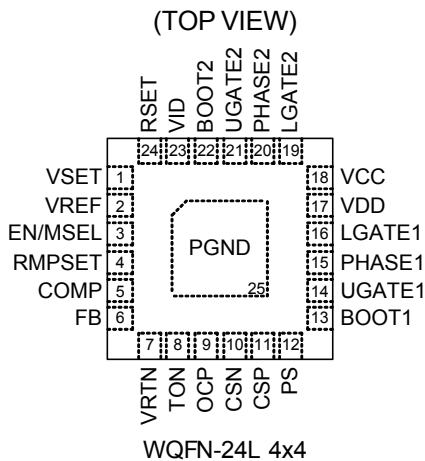 (TOP VIEW)
RSET
VID
BOOT2
UGATE2
PHASE2
LGATE2
24 23 22 21 20 19
VSET 1
VREF 2
EN/MSEL 3
RMPSET 4
COMP 5
FB 6
PGND
25
18 VCC
17 VDD
16 LGATE1
15 PHASE1
14 UGATE1
13 BOOT1
7 8 9 10 11 12
VRTN
TON
OCP
CSN
CSP
PS
WQFN-24L 4x4